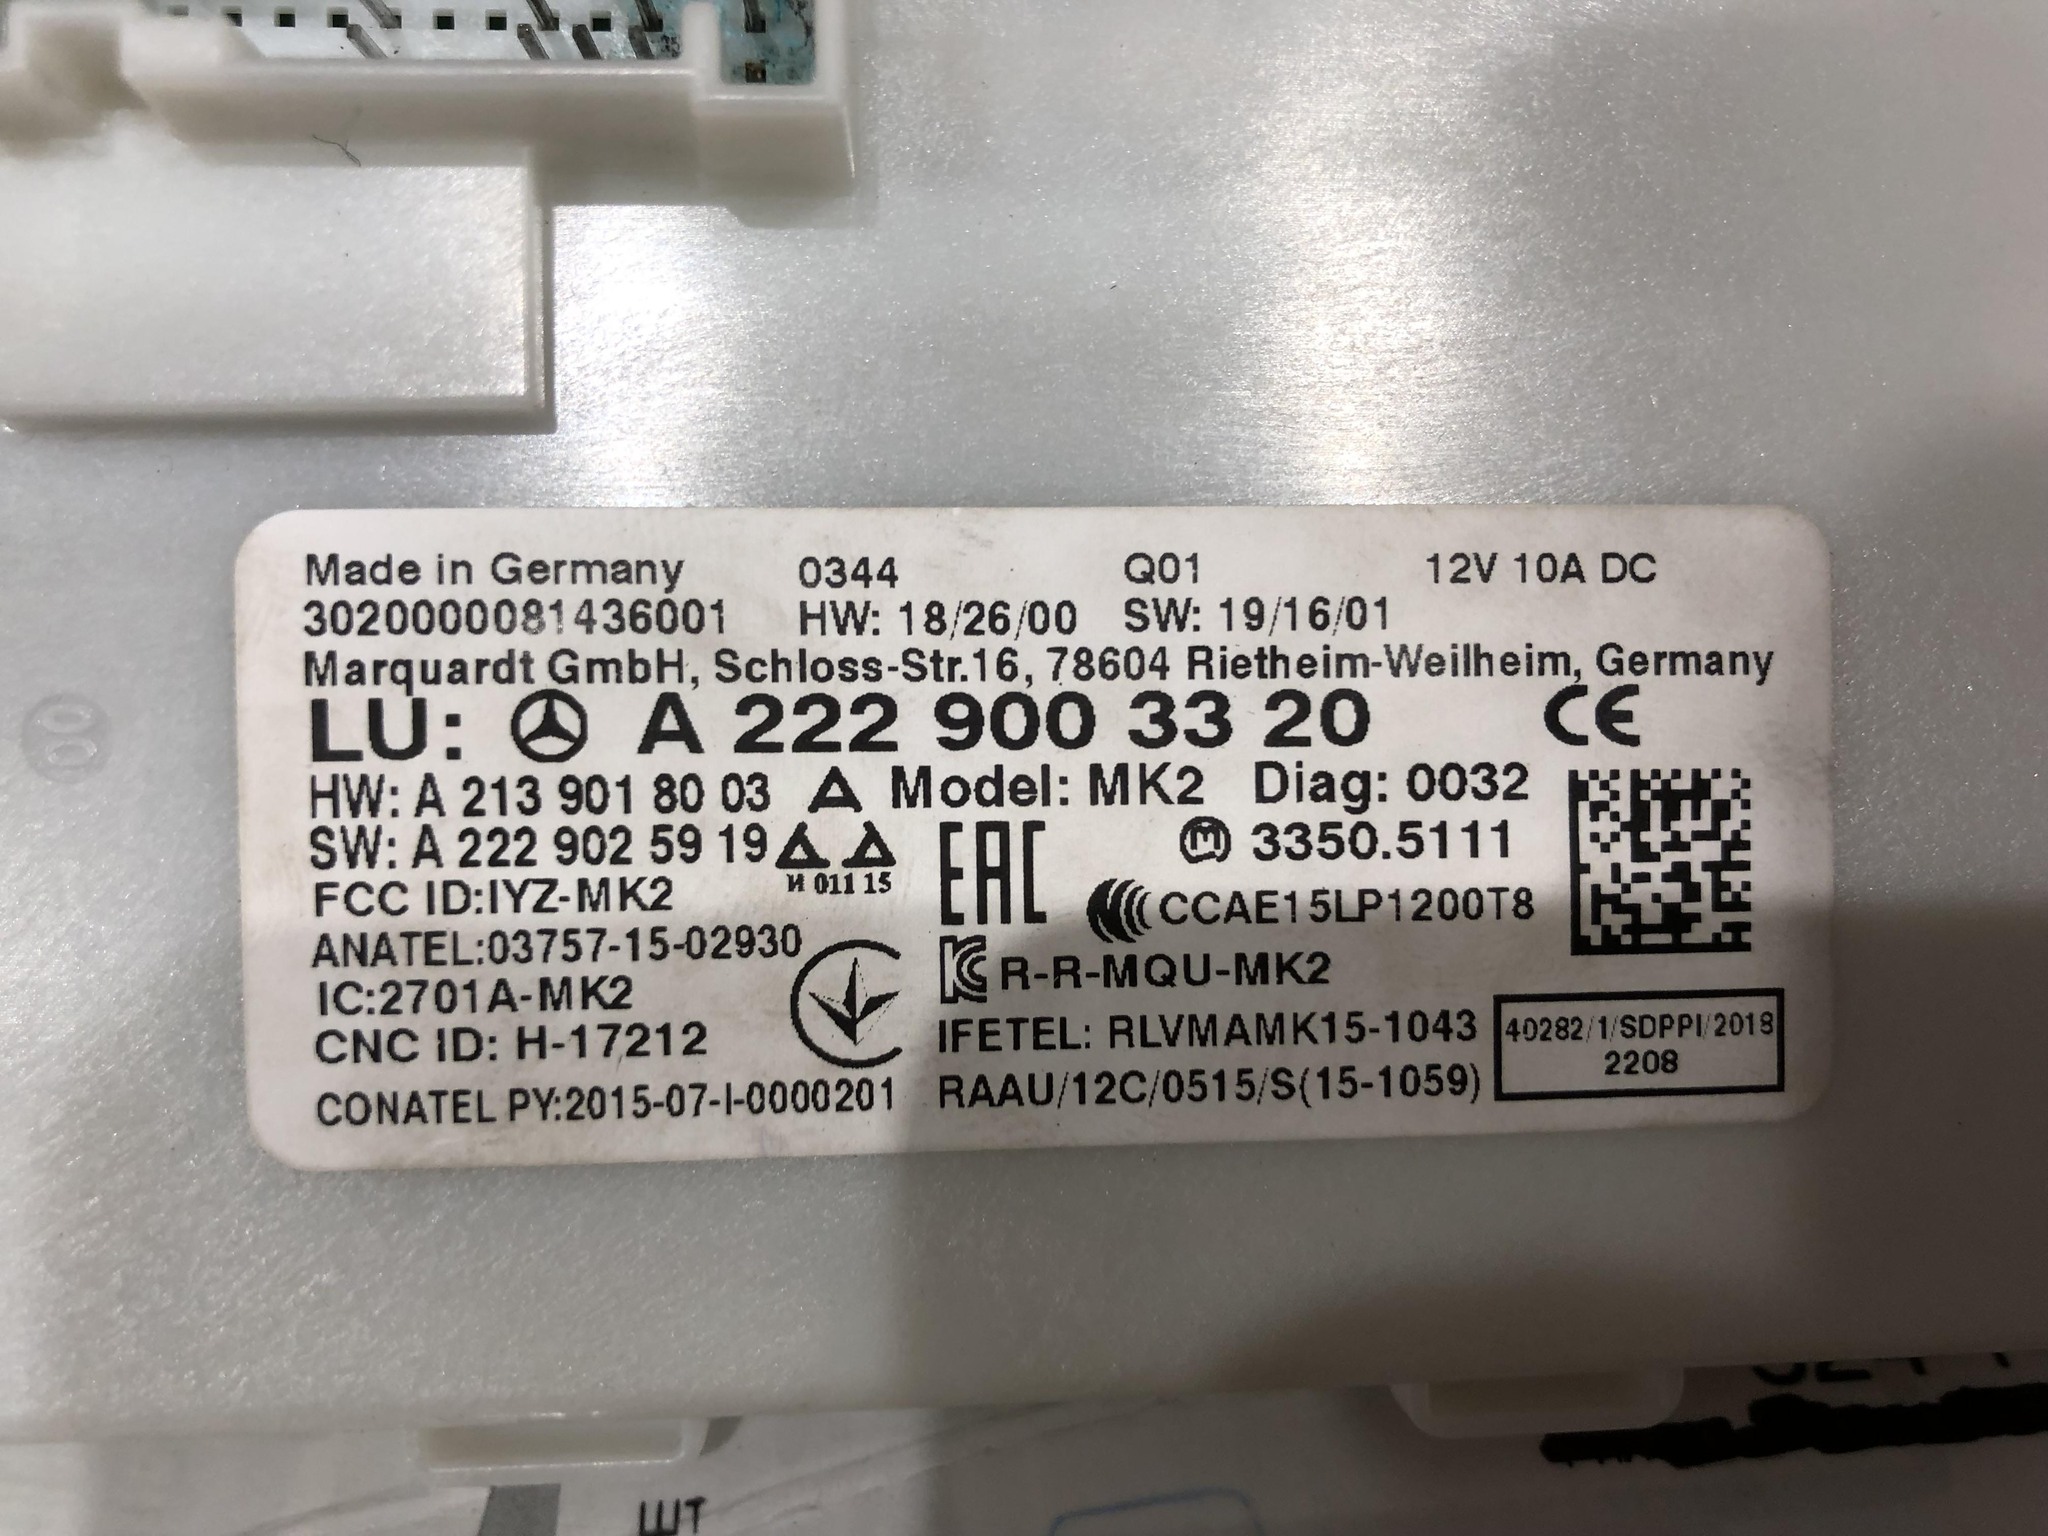 Made in Germany 0344 Q01 12V 10A DC
3020000081436001 HW: 18/26/00 SW: 19/16/01
Marquardt GmbH, Schloss-Str.16, 78604 Rietheim-Weilheim, Germany
LU: A 222 900 33 20 CE
HW: A 213 901 80 03 Model: MK2 Diag: 0032
SW: A 222 902 59 19 3350.5111
И 011 15 EAC
FCC ID:IYZ-MK2 CCAE15LP1200T8
ANATEL:03757-15-02930 R-R-MQU-MK2
IC:2701A-MK2
CNC ID: H-17212 IFETEL: RLVMAMK15-1043 40282/1/SDPPI/2018
2208
CONATEL PY:2015-07-I-0000201 RAAU/12C/0515/S(15-1059)
шт